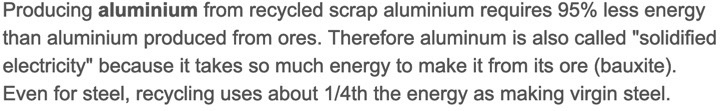 Producing aluminium from recycled scrap aluminium requires 95% less energy
than aluminium produced from ores. Therefore aluminum is also called "solidified
electricity" because it takes so much energy to make it from its ore (bauxite).
Even for steel, recycling uses about 1/4th the energy as making virgin steel.